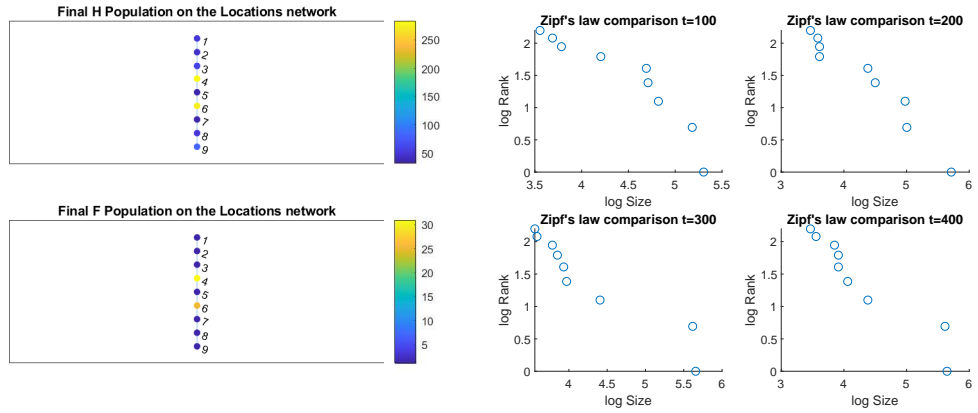 Final H Population on the Locations network
1
2
3
4
5
6
7
8
9
250
200
150
100
50
Final F Population on the Locations network
1
2
3
4
5
6
7
8
9
30
25
20
15
10
5
Zipf's law comparison t=100
log Rank
2
1.5
1
0.5
0
3.5 4 4.5 5 5.5
log Size
Zipf's law comparison t=200
log Rank
2
1.5
1
0.5
0
3 4 5 6
log Size
Zipf's law comparison t=300
log Rank
2
1.5
1
0.5
0
4 4.5 5 5.5 6
log Size
Zipf's law comparison t=400
log Rank
2
1.5
1
0.5
0
3 4 5 6
log Size